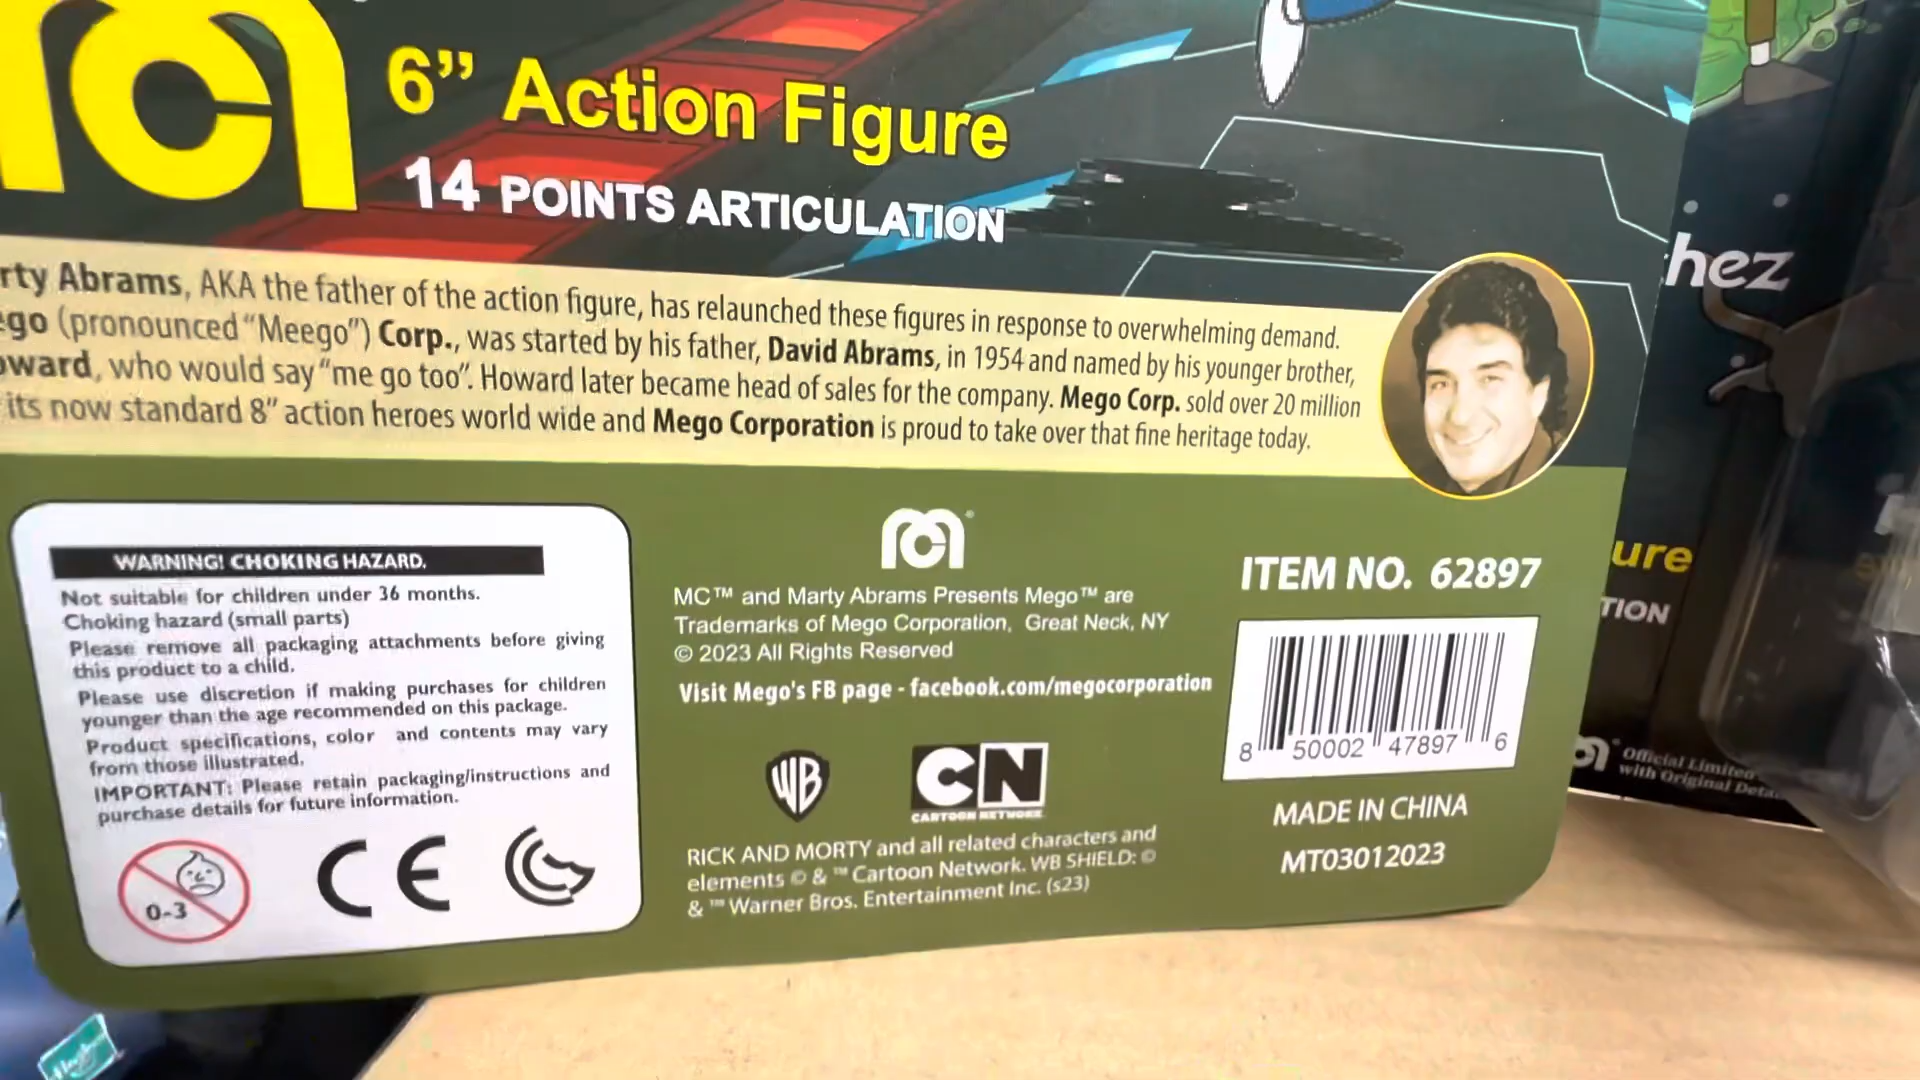 6” Action Figure
14 POINTS ARTICULATION
rty Abrams, AKA the father of the action figure, has relaunched these figures in response to overwhelming demand.
ego (pronounced “Meego”) Corp., was started by his father, David Abrams, in 1954 and named by his younger brother,
oward, who would say “me go too”. Howard later became head of sales for the company. Mego Corp. sold over 20 million
its now standard 8” action heroes world wide and Mego Corporation is proud to take over that fine heritage today.
WARNING! CHOKING HAZARD.
Not suitable for children under 36 months.
Choking hazard (small parts)
Please remove all packaging attachments before giving
this product to a child.
Please use discretion if making purchases for children
younger than the age recommended on this package.
Product specifications, color and contents may vary
from those illustrated.
IMPORTANT: Please retain packaging/instructions and
purchase details for future information.
0-3
CE
MC™ and Marty Abrams Presents Mego™ are
Trademarks of Mego Corporation, Great Neck, NY
© 2023 All Rights Reserved
Visit Mego's FB page - facebook.com/megocorporation
WB
CN
CARTOON NETWORK
RICK AND MORTY and all related characters and
elements © & ™ Cartoon Network. WB SHIELD: ©
& ™ Warner Bros. Entertainment Inc. (s23)
ITEM NO. 62897
8 50002 47897 6
MADE IN CHINA
MT03012023
hez
ure
TION
Official Limited
with Original Deta